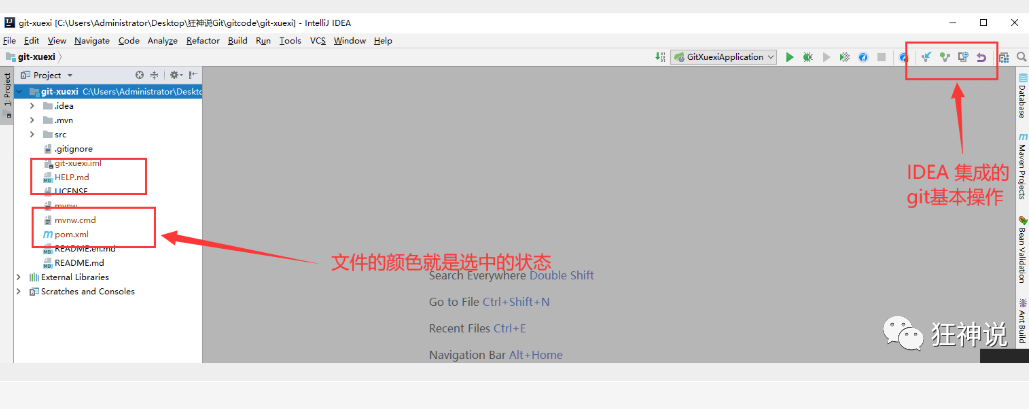 git-xuexi [C:\Users\Administrator\Desktop\狂神说Git\gitcode\git-xuexi] - IntelliJ IDEA
File Edit View Navigate Code Analyze Refactor Build Run Tools VCS Window Help
git-xuexi
GitXuexiApplication
1: Project
Project
git-xuexi C:\Users\Administrator\Deskto
.idea
.mvn
src
.gitignore
git-xuexi.iml
HELP.md
LICENSE
mvnw
mvnw.cmd
pom.xml
README.en.md
README.md
External Libraries
Scratches and Consoles
文件的颜色就是选中的状态
Search Everywhere Double Shift
Go to File Ctrl+Shift+N
Recent Files Ctrl+E
Navigation Bar Alt+Home
IDEA 集成的
git基本操作
Database
Maven Projects
Bean Validation
Ant Build
狂神说